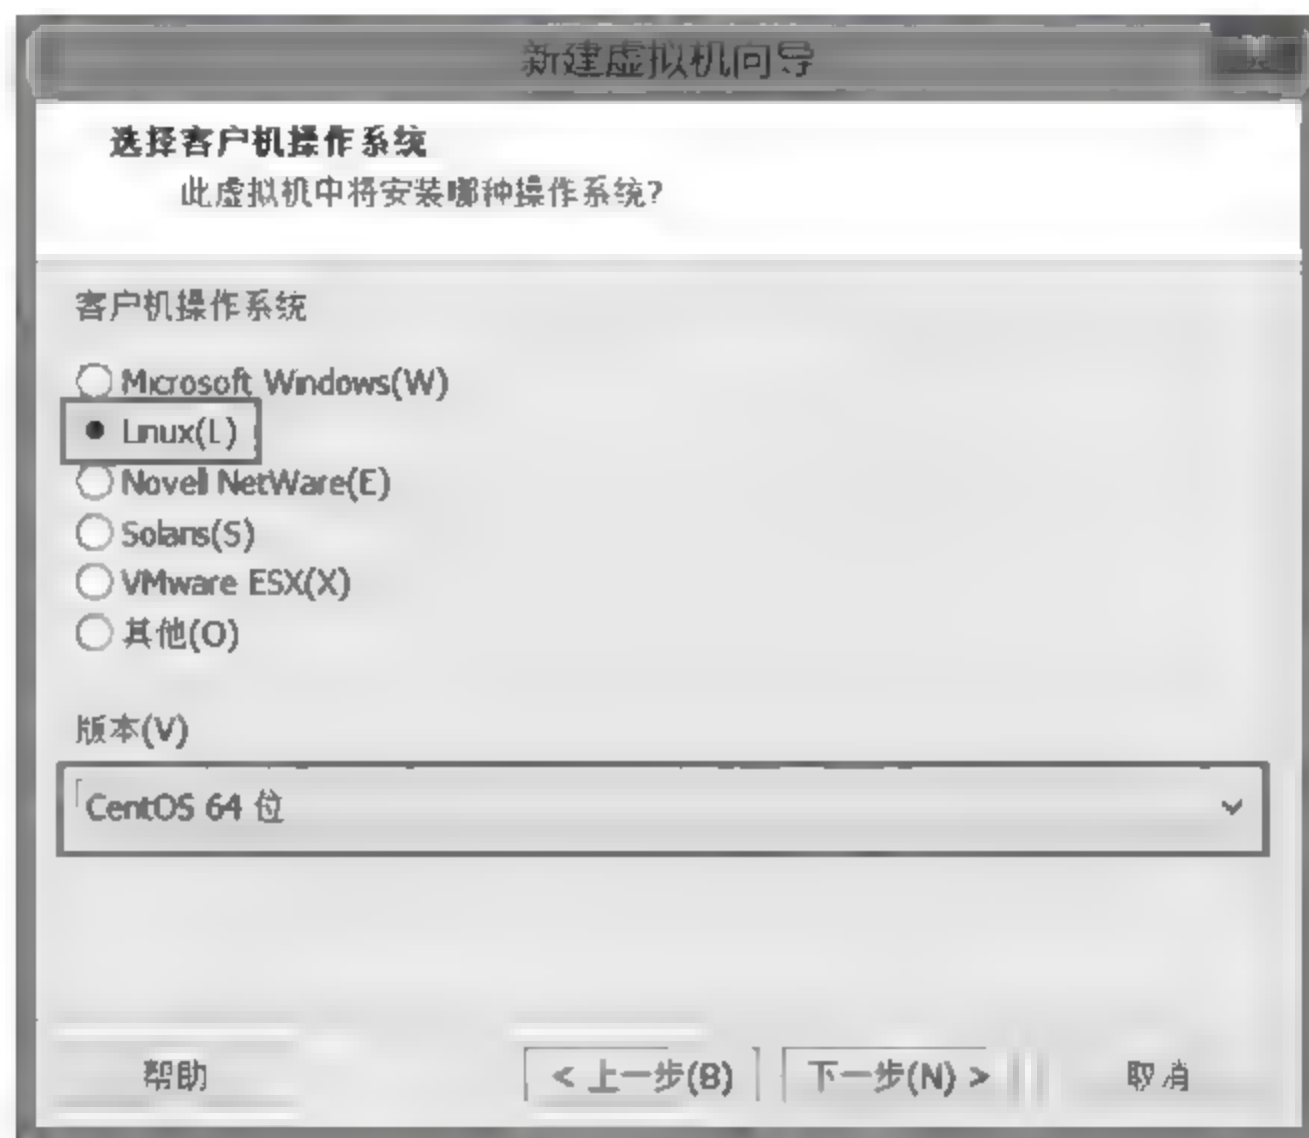 新建虚拟机向导
选择客户机操作系统
此虚拟机中将安装哪种操作系统?
客户机操作系统
Microsoft Windows(W)
Linux(L)
Novell NetWare(E)
Solaris(S)
VMware ESX(X)
其他(O)
版本(V)
CentOS 64 位
帮助 < 上一步(B) 下一步(N) > 取消